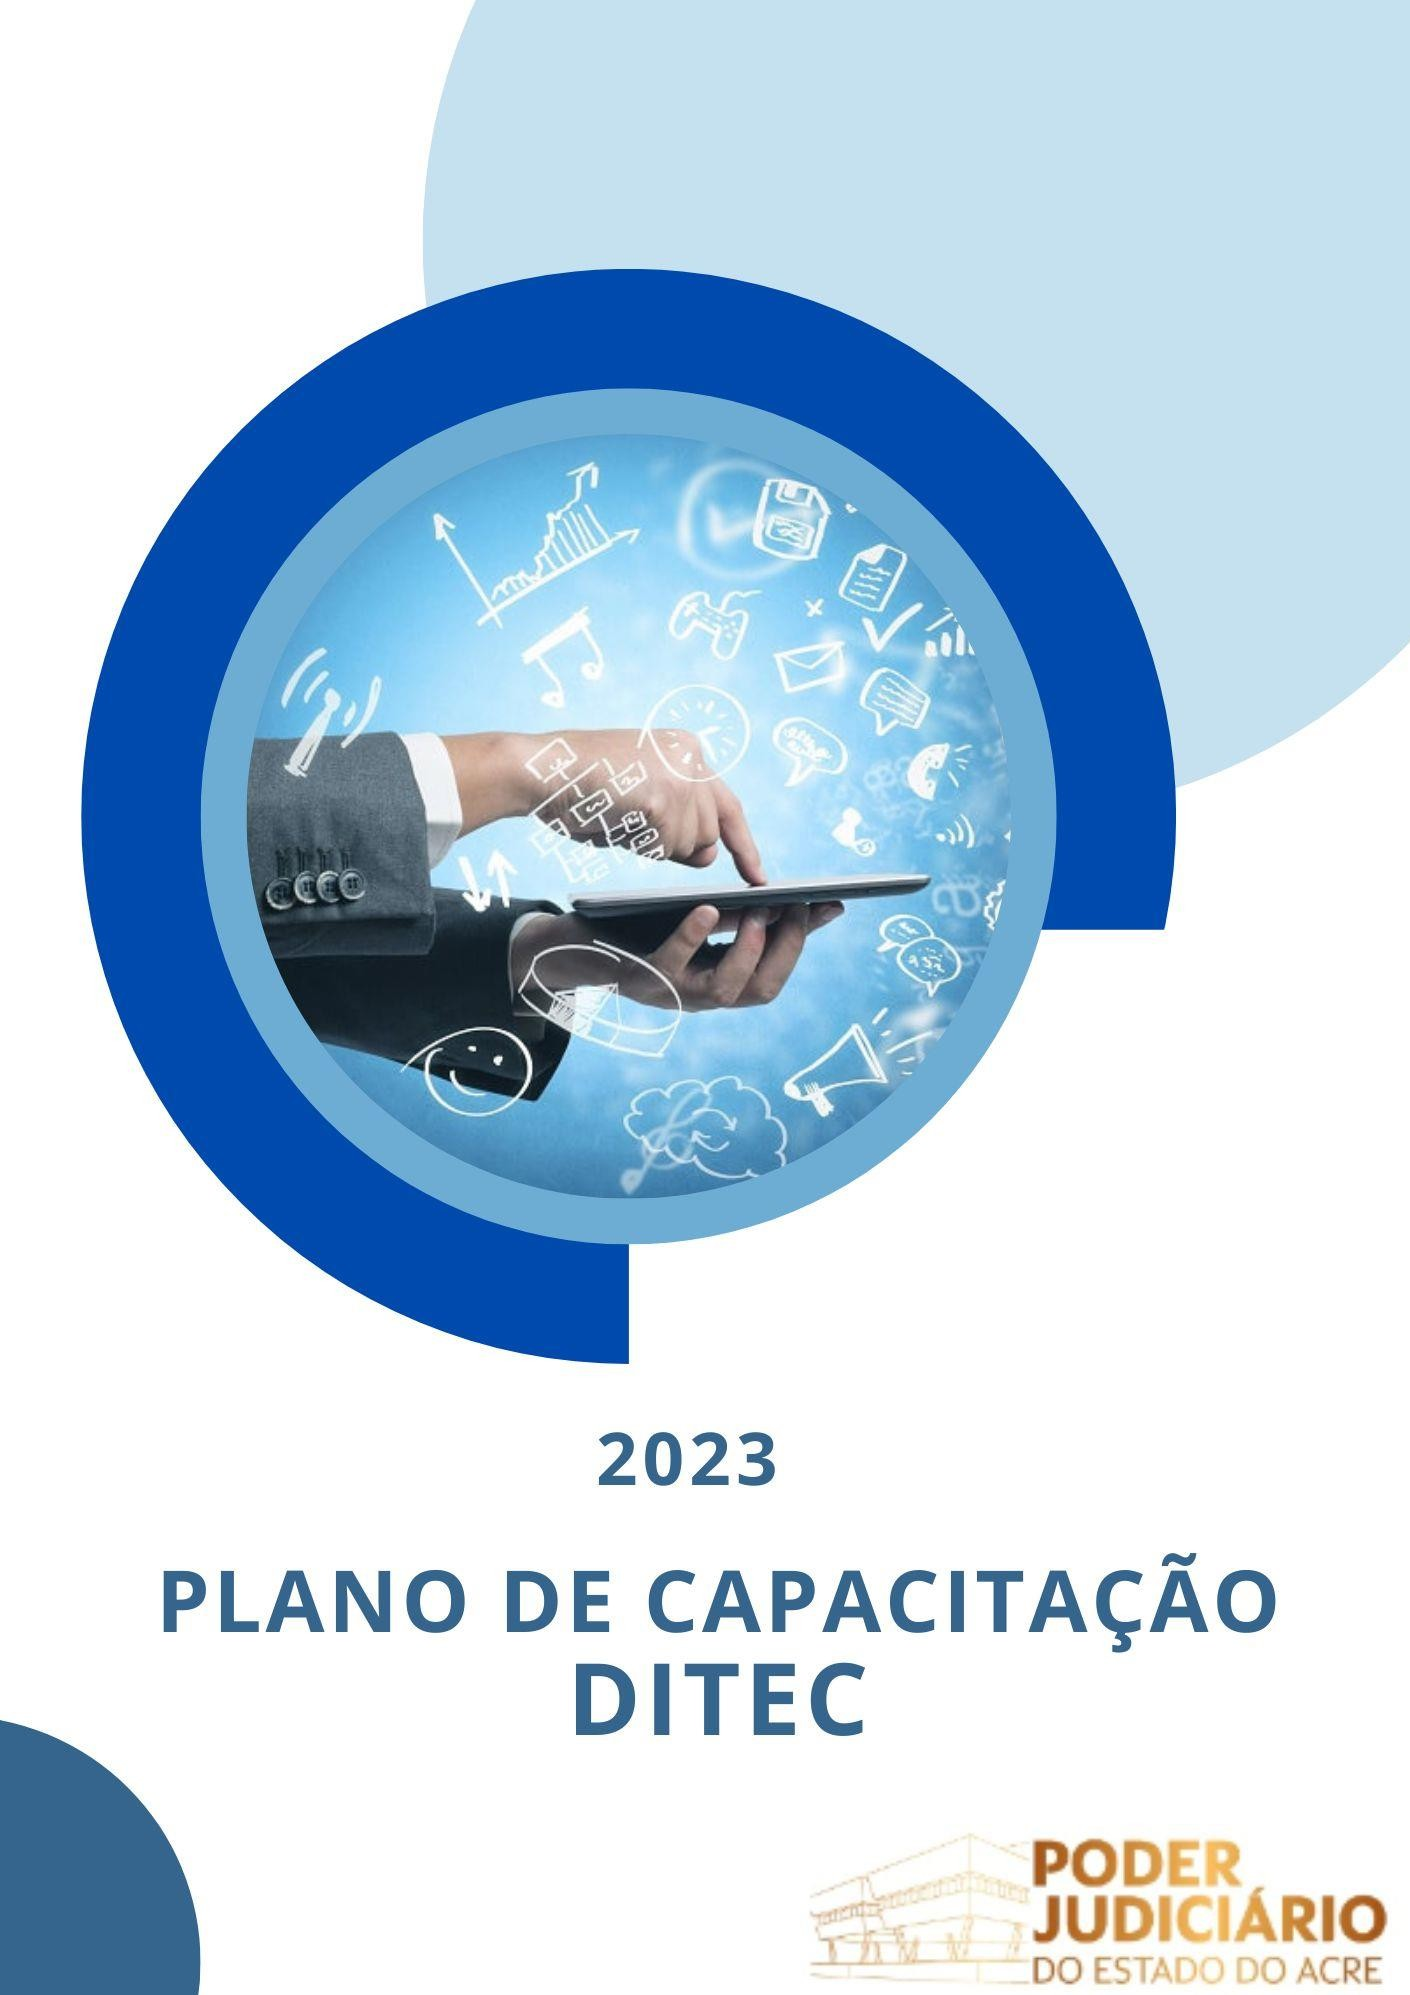 2023
PLANO DE CAPACITAÇÃO
DITEC
PODER
JUDICIÁRIO
DO ESTADO DO ACRE